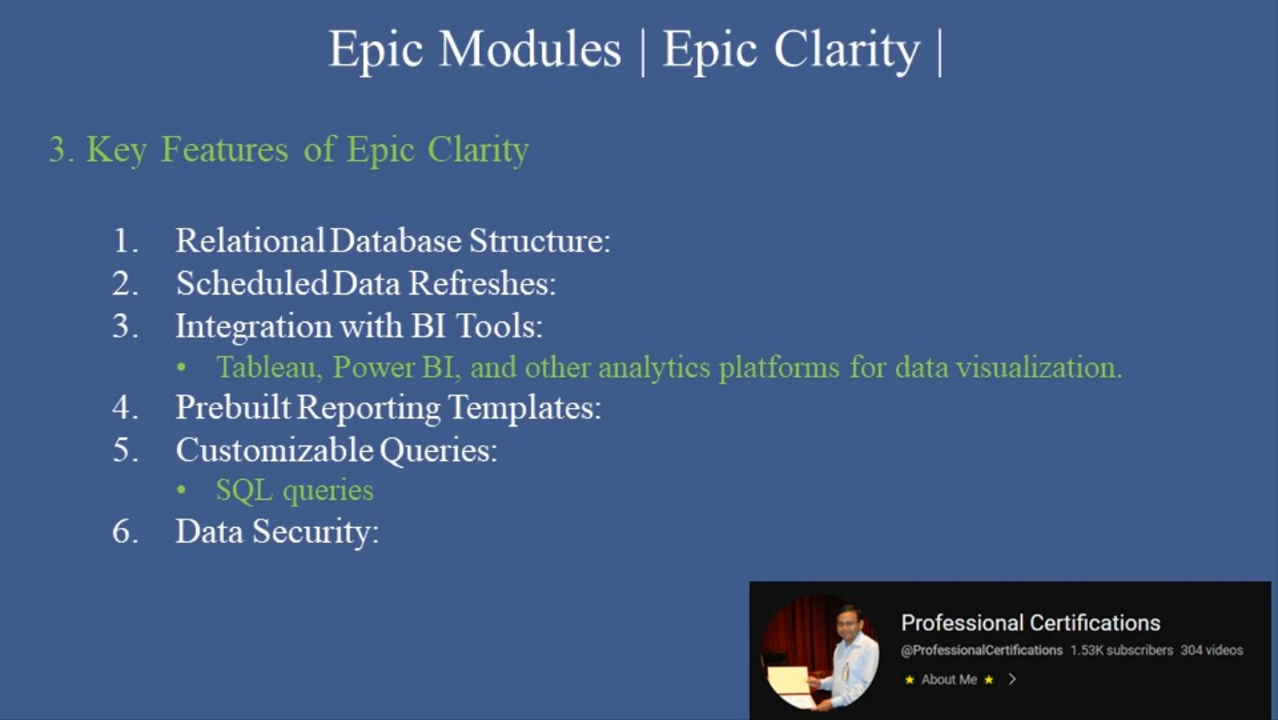 Epic Modules | Epic Clarity |
3. Key Features of Epic Clarity
1. Relational Database Structure:
2. Scheduled Data Refreshes:
3. Integration with BI Tools:
• Tableau, Power BI, and other analytics platforms for data visualization.
4. Prebuilt Reporting Templates:
5. Customizable Queries:
• SQL queries
6. Data Security:
Professional Certifications
@ProfessionalCertifications 1.53K subscribers 304 videos
★ About Me ★ >